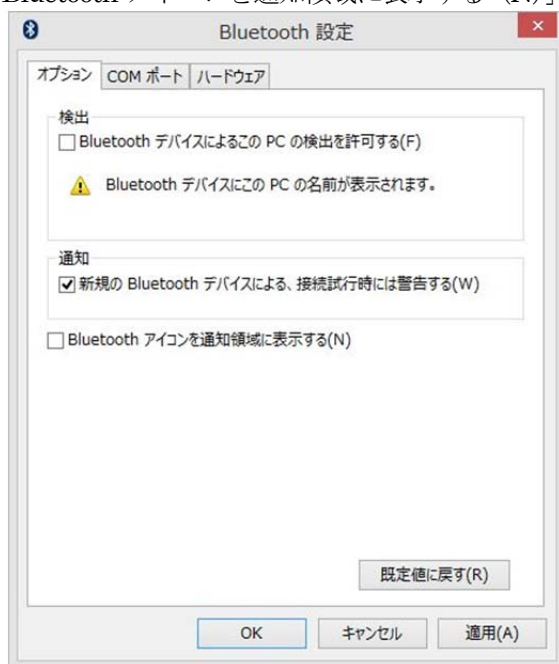 Bluetooth 設定
オプション COM ポート ハードウェア
検出
Bluetooth デバイスによるこの PC の検出を許可する(F)
Bluetooth デバイスにこの PC の名前が表示されます。
通知
新規の Bluetooth デバイスによる、接続試行時には警告する(W)
Bluetooth アイコンを通知領域に表示する(N)
既定値に戻す(R)
OK キャンセル 適用(A)